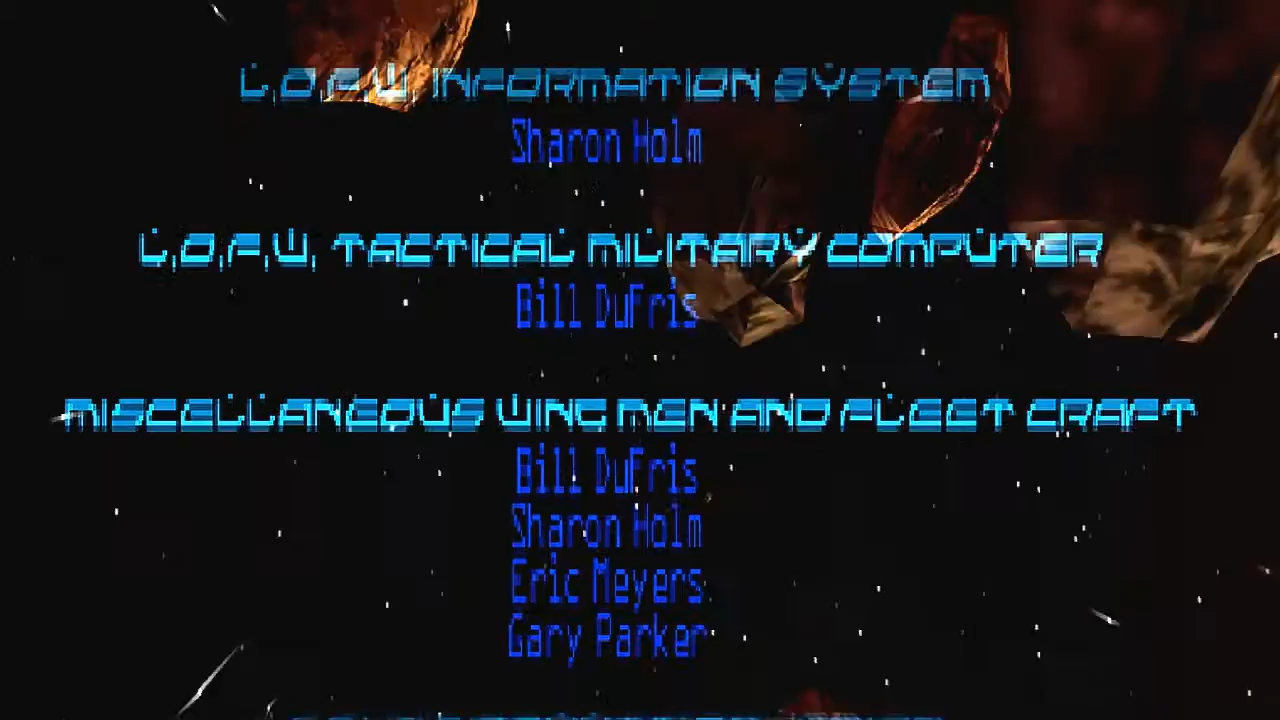 L.O.F.W. INFORMATION SYSTEM
Sharon Holm
L.O.F.W. TACTICAL MILITARY COMPUTER
Bill DuFris
MISCELLANEOUS WING MEN AND FLEET CRAFT
Bill DuFris
Sharon Holm
Eric Meyers
Gary Parker